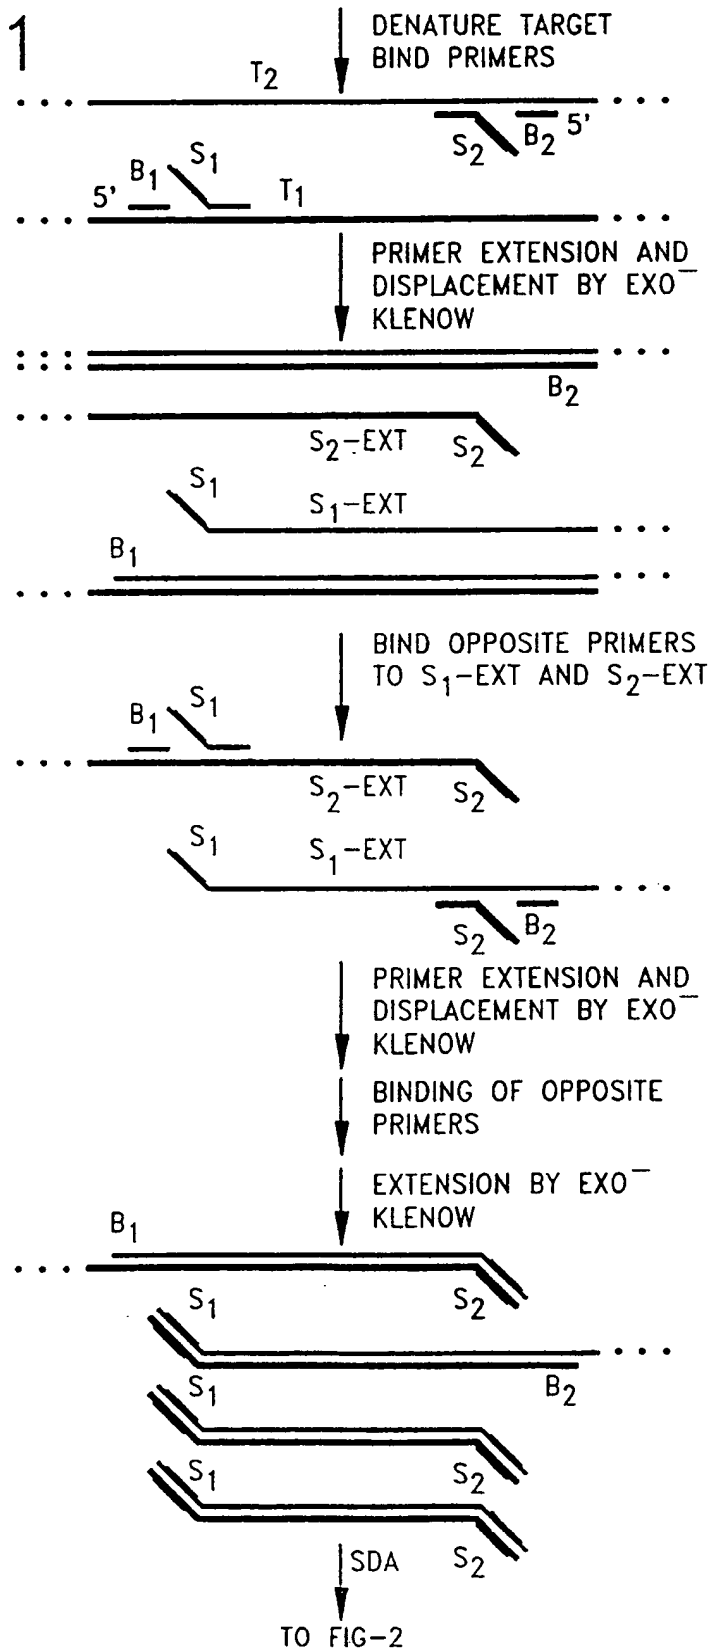 1
DENATURE TARGET
BIND PRIMERS
T2
S2
B2 5'
5' B1 S1
T1
PRIMER EXTENSION AND
DISPLACEMENT BY EXO⁻
KLENOW
B2
S2-EXT S2
S1
S1-EXT
B1
BIND OPPOSITE PRIMERS
TO S1-EXT AND S2-EXT
B1 S1
S2-EXT S2
S1
S1-EXT
S2 B2
PRIMER EXTENSION AND
DISPLACEMENT BY EXO⁻
KLENOW
BINDING OF OPPOSITE
PRIMERS
EXTENSION BY EXO⁻
KLENOW
B1
S1 S2
S1 B2
S1 S2
S2
SDA
TO FIG-2